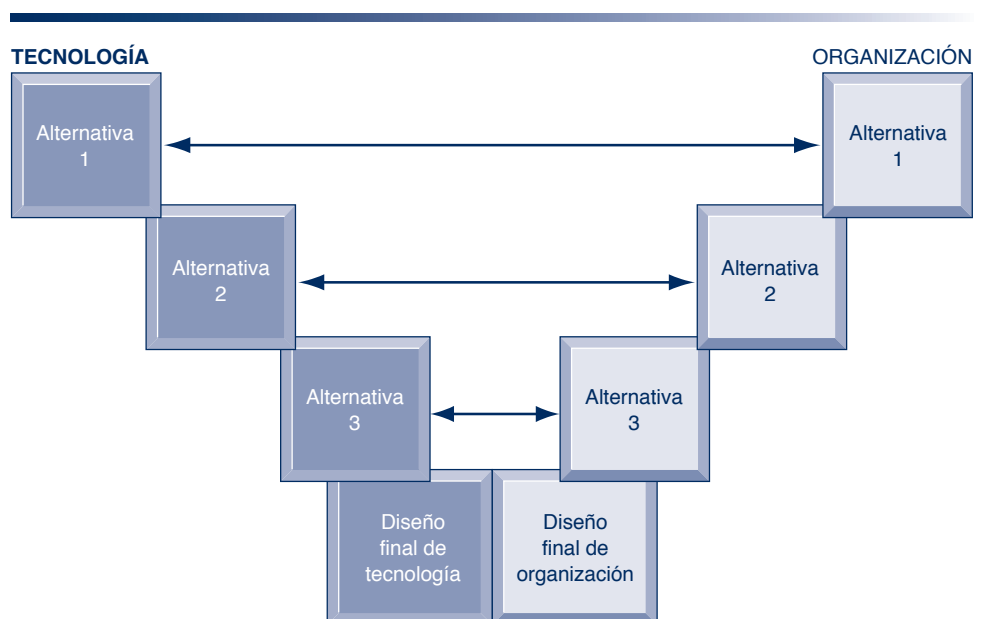 TECNOLOGÍA
ORGANIZACIÓN
Alternativa
1
Alternativa
1
Alternativa
2
Alternativa
2
Alternativa
3
Alternativa
3
Diseño
final de
tecnología
Diseño
final de
organización